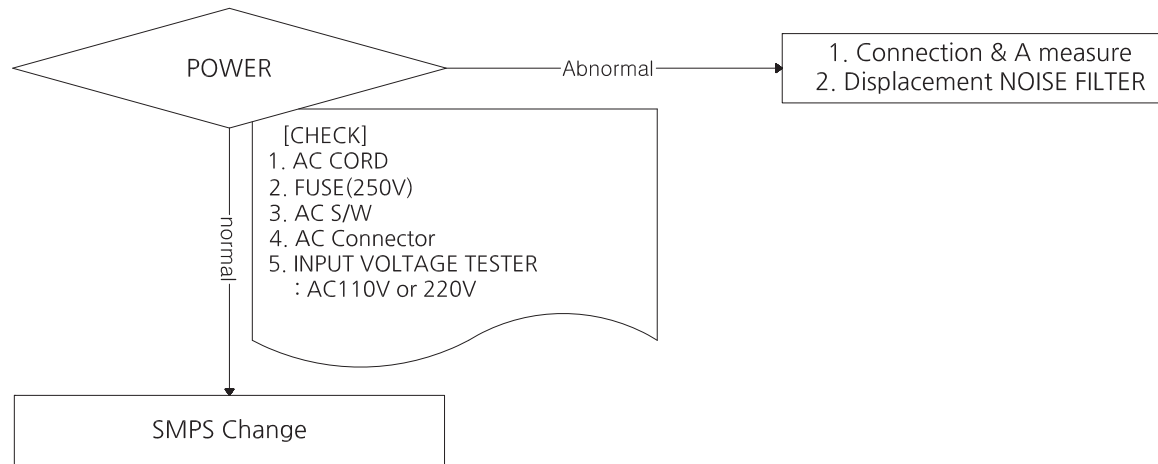 POWER
Abnormal
1. Connection & A measure
2. Displacement NOISE FILTER
[CHECK]
1. AC CORD
2. FUSE(250V)
3. AC S/W
4. AC Connector
5. INPUT VOLTAGE TESTER
: AC110V or 220V
normal
SMPS Change